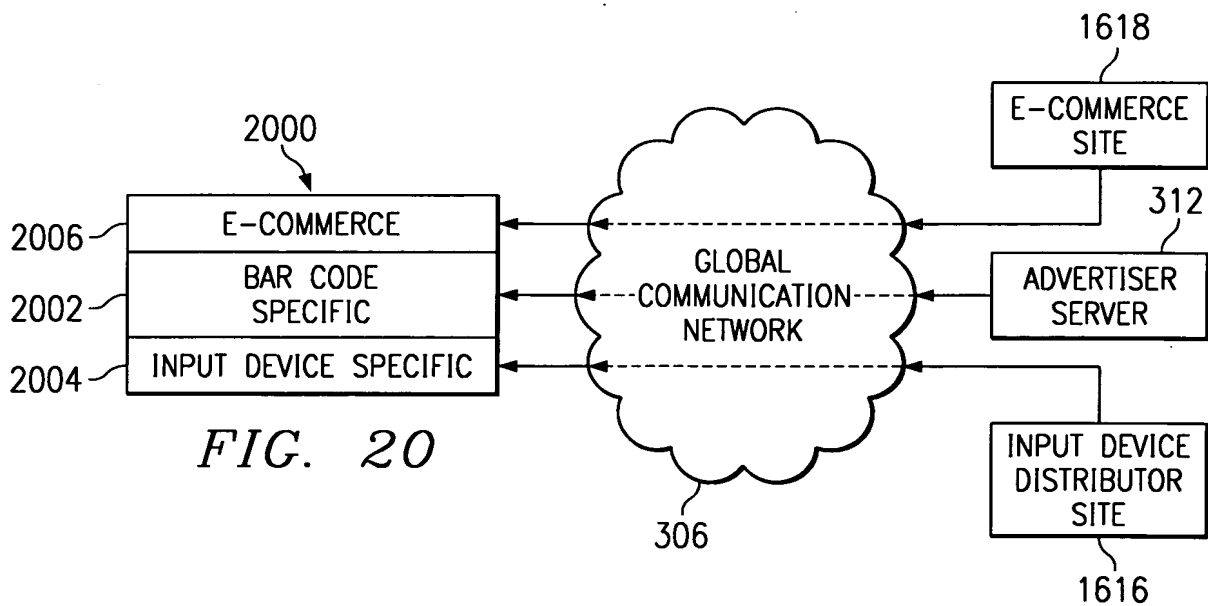 1618
E-COMMERCE
SITE
2000
2006
E-COMMERCE
2002
BAR CODE
SPECIFIC
2004
INPUT DEVICE SPECIFIC
FIG. 20
GLOBAL
COMMUNICATION
NETWORK
306
312
ADVERTISER
SERVER
INPUT DEVICE
DISTRIBUTOR
SITE
1616